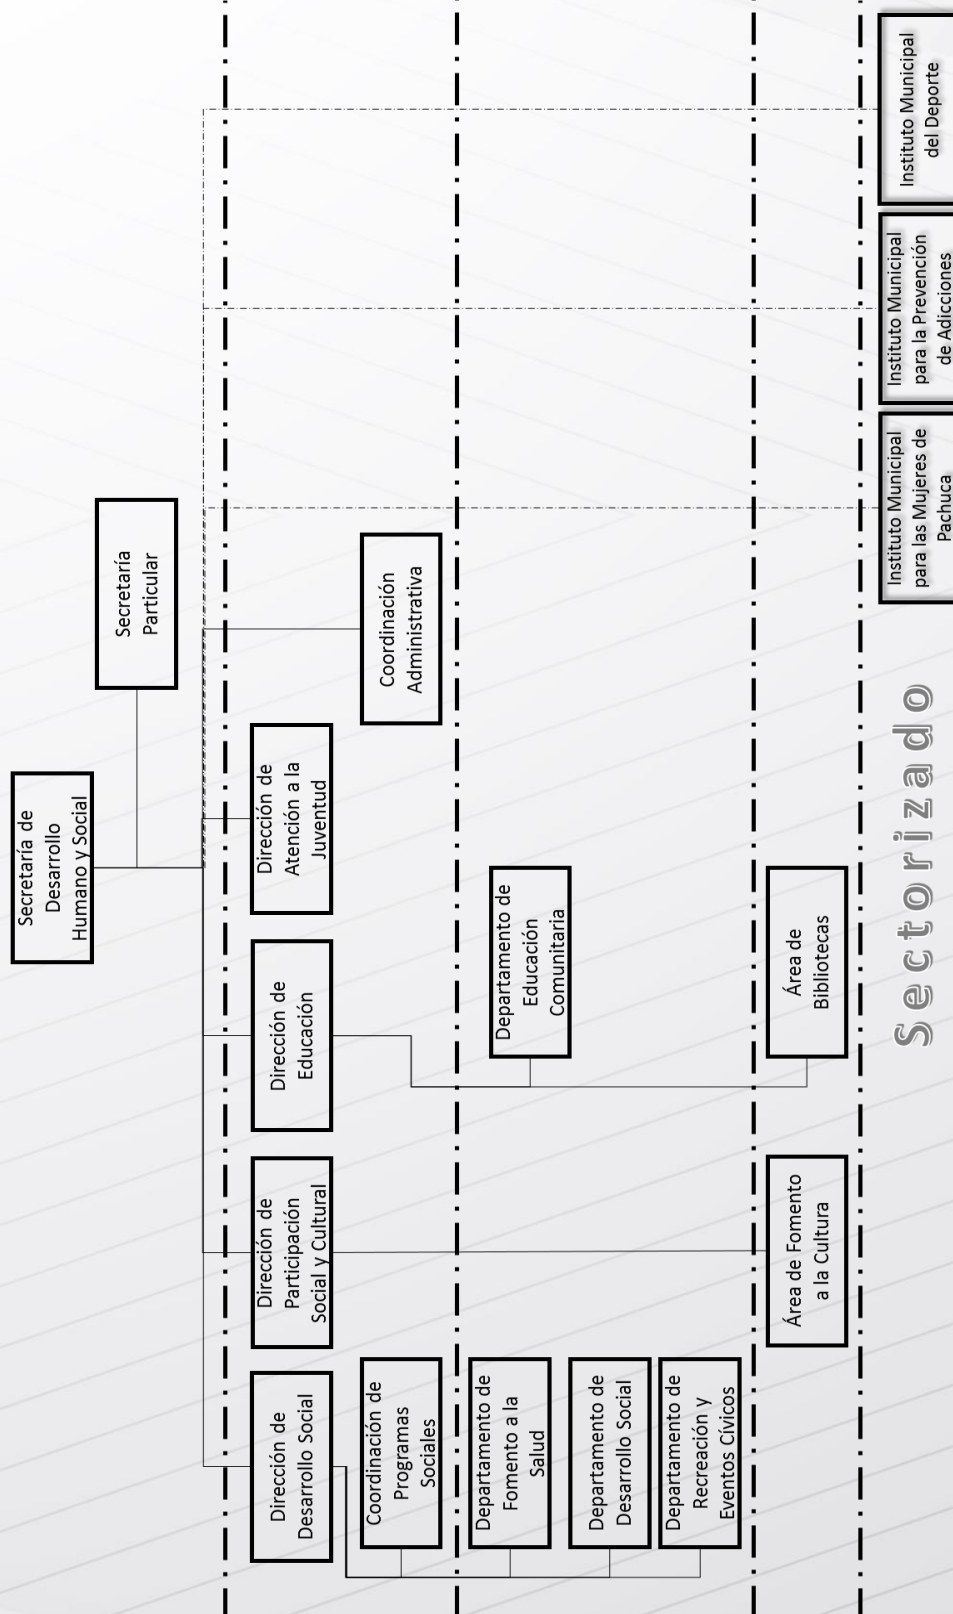 Secretaría de
Desarrollo
Humano y Social
Secretaría
Particular
Dirección de
Desarrollo Social
Dirección de
Participación
Social y Cultural
Dirección de
Educación
Dirección de
Atención a la
Juventud
Coordinación de
Programas
Sociales
Coordinación
Administrativa
Departamento de
Fomento a la
Salud
Departamento de
Educación
Comunitaria
Departamento de
Desarrollo Social
Departamento de
Recreación y
Eventos Cívicos
Área de Fomento
a la Cultura
Área de
Bibliotecas
Sectorizado
Instituto Municipal
para las Mujeres de
Pachuca
Instituto Municipal
para la Prevención
de Adicciones
Instituto Municipal
del Deporte